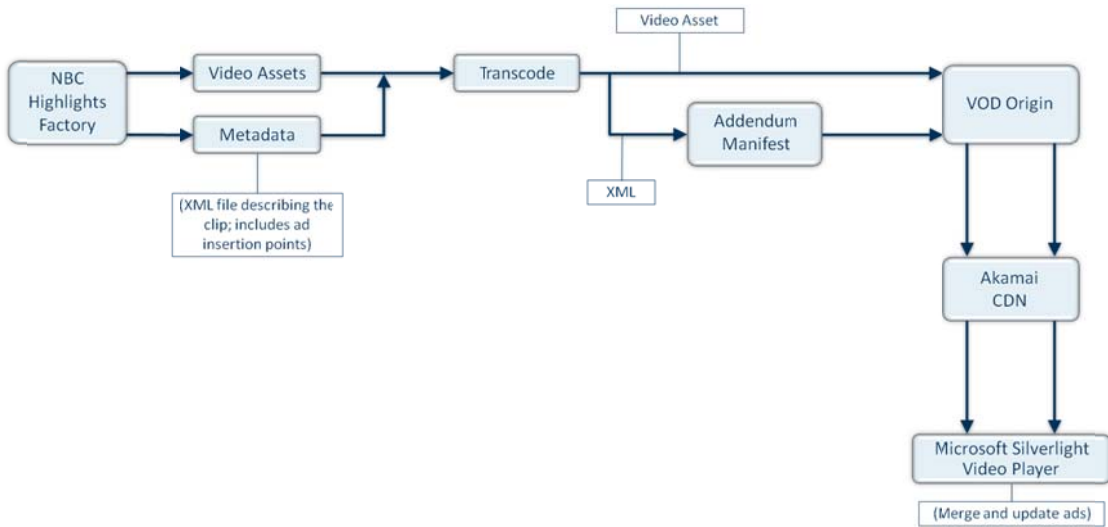 Video Asset
NBC
Highlights
Factory
Video Assets
Transcode
VOD Origin
Metadata
Addendum
Manifest
XML
(XML file describing the
clip; includes ad
insertion points)
Akamai
CDN
Microsoft Silverlight
Video Player
(Merge and update ads)